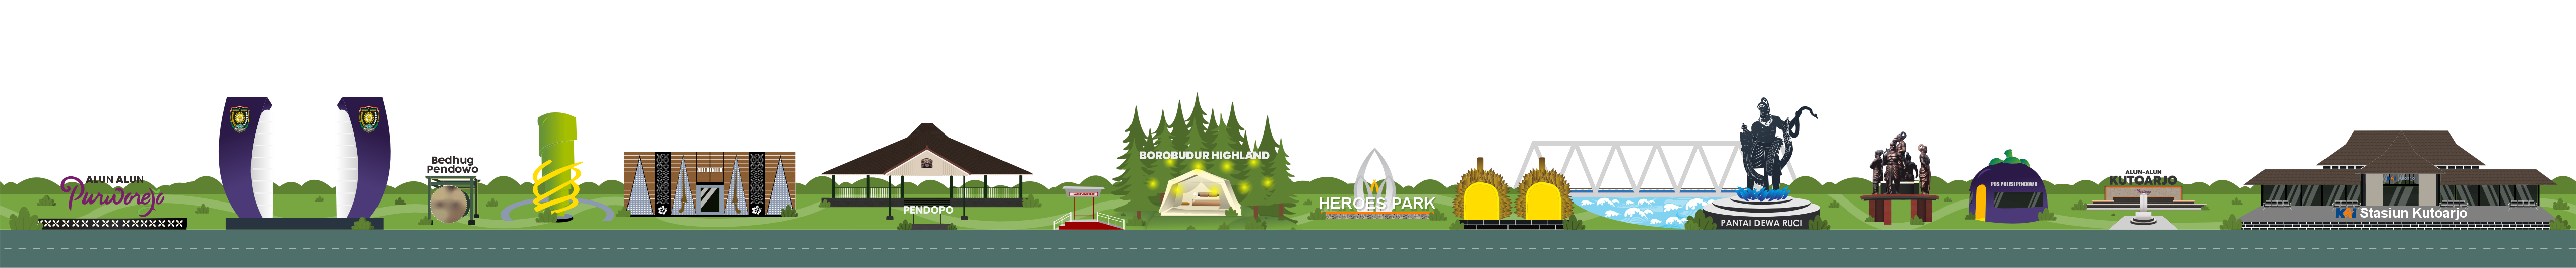 ALUN ALUN
Purworejo
Bedhug
Pendowo
ART CENTER
PENDOPO
BOROBUDUR HIGHLAND
HEROES PARK
PANTAI DEWA RUCI
POS POLISI PENDOWO
ALUN-ALUN
KUTOARJO
KAI Stasiun Kutoarjo